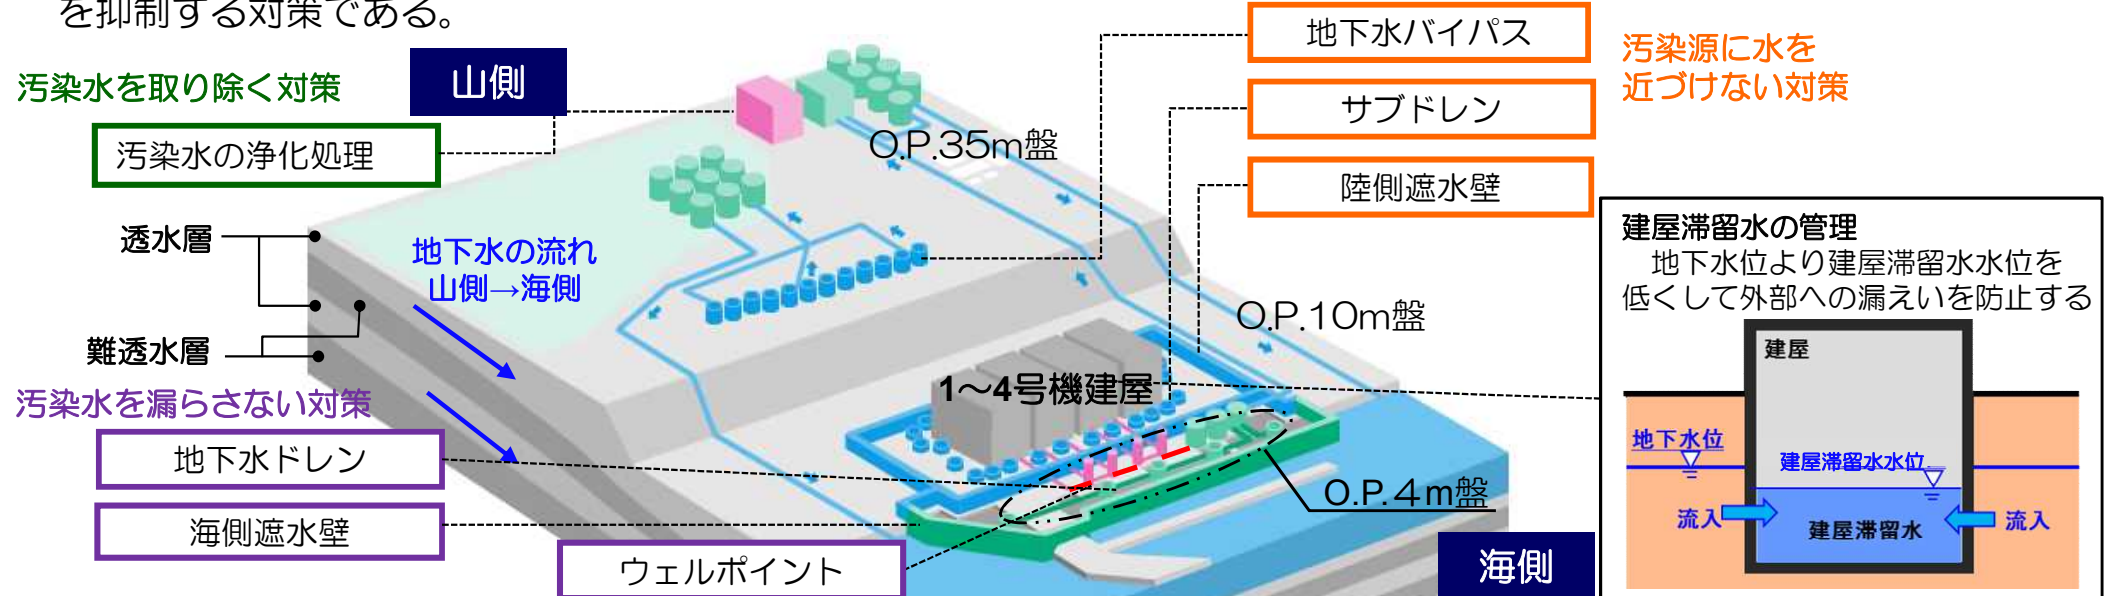 を抑制する対策である。
汚染水を取り除く対策
山側
汚染水の浄化処理
地下水バイパス
サブドレン
陸側遮水壁
汚染源に水を
近づけない対策
O.P.35m盤
透水層
難透水層
地下水の流れ
山側→海側
O.P.10m盤
1～4号機建屋
汚染水を漏らさない対策
地下水ドレン
海側遮水壁
ウェルポイント
O.P.4m盤
海側
建屋滞留水の管理
地下水位より建屋滞留水水位を
低くして外部への漏えいを防止する
建屋
地下水位
建屋滞留水水位
流入
建屋滞留水
流入